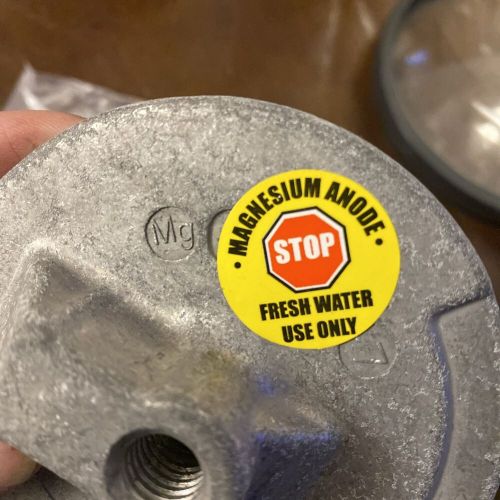 Mg
• MAGNESIUM ANODE •
STOP
FRESH WATER
USE ONLY